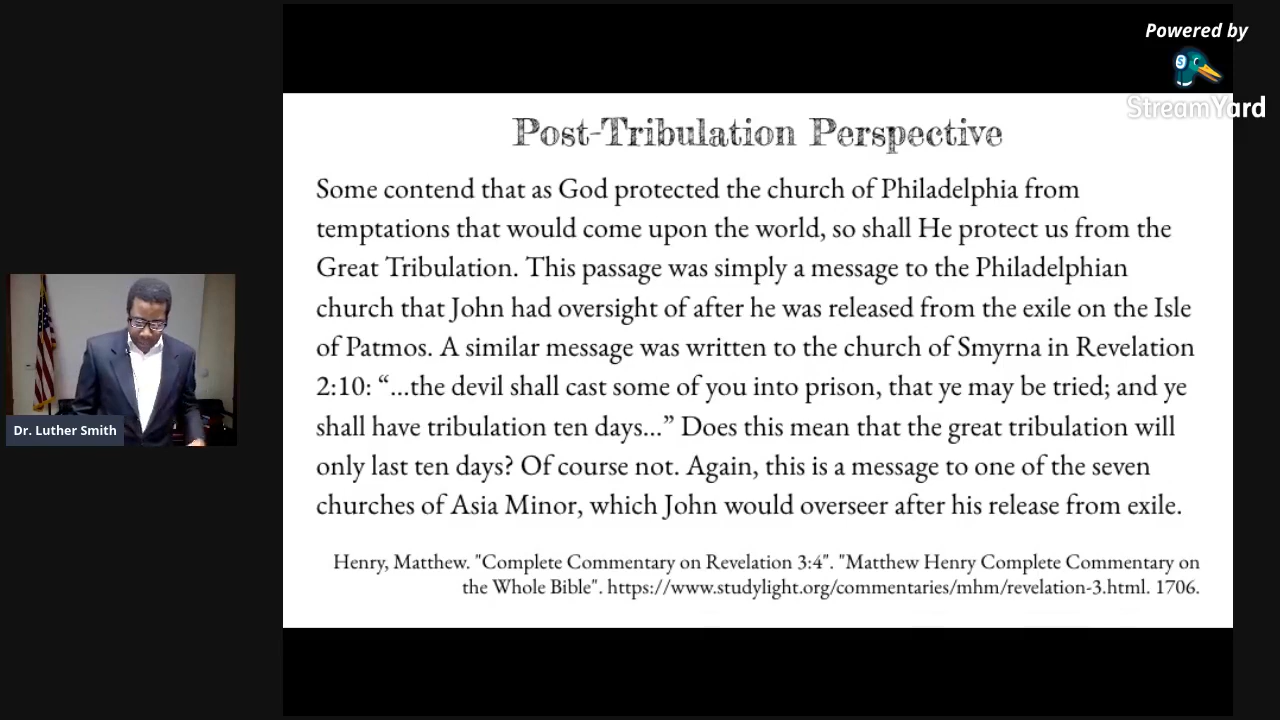 Powered by
StreamYard
Post-Tribulation Perspective
Some contend that as God protected the church of Philadelphia from
temptations that would come upon the world, so shall He protect us from the
Great Tribulation. This passage was simply a message to the Philadelphian
church that John had oversight of after he was released from the exile on the Isle
of Patmos. A similar message was written to the church of Smyrna in Revelation
2:10: “...the devil shall cast some of you into prison, that ye may be tried; and ye
shall have tribulation ten days...” Does this mean that the great tribulation will
only last ten days? Of course not. Again, this is a message to one of the seven
churches of Asia Minor, which John would overseer after his release from exile.
Henry, Matthew. "Complete Commentary on Revelation 3:4". "Matthew Henry Complete Commentary on
the Whole Bible". https://www.studylight.org/commentaries/mhm/revelation-3.html. 1706.
Dr. Luther Smith